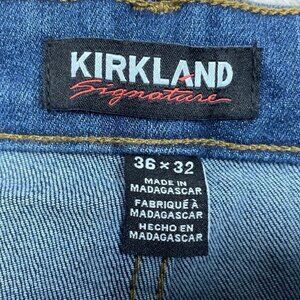 KIRKLAND
Signature
36 × 32
MADE IN
MADAGASCAR
FABRIQUÉ À
MADAGASCAR
HECHO EN
MADAGASCAR